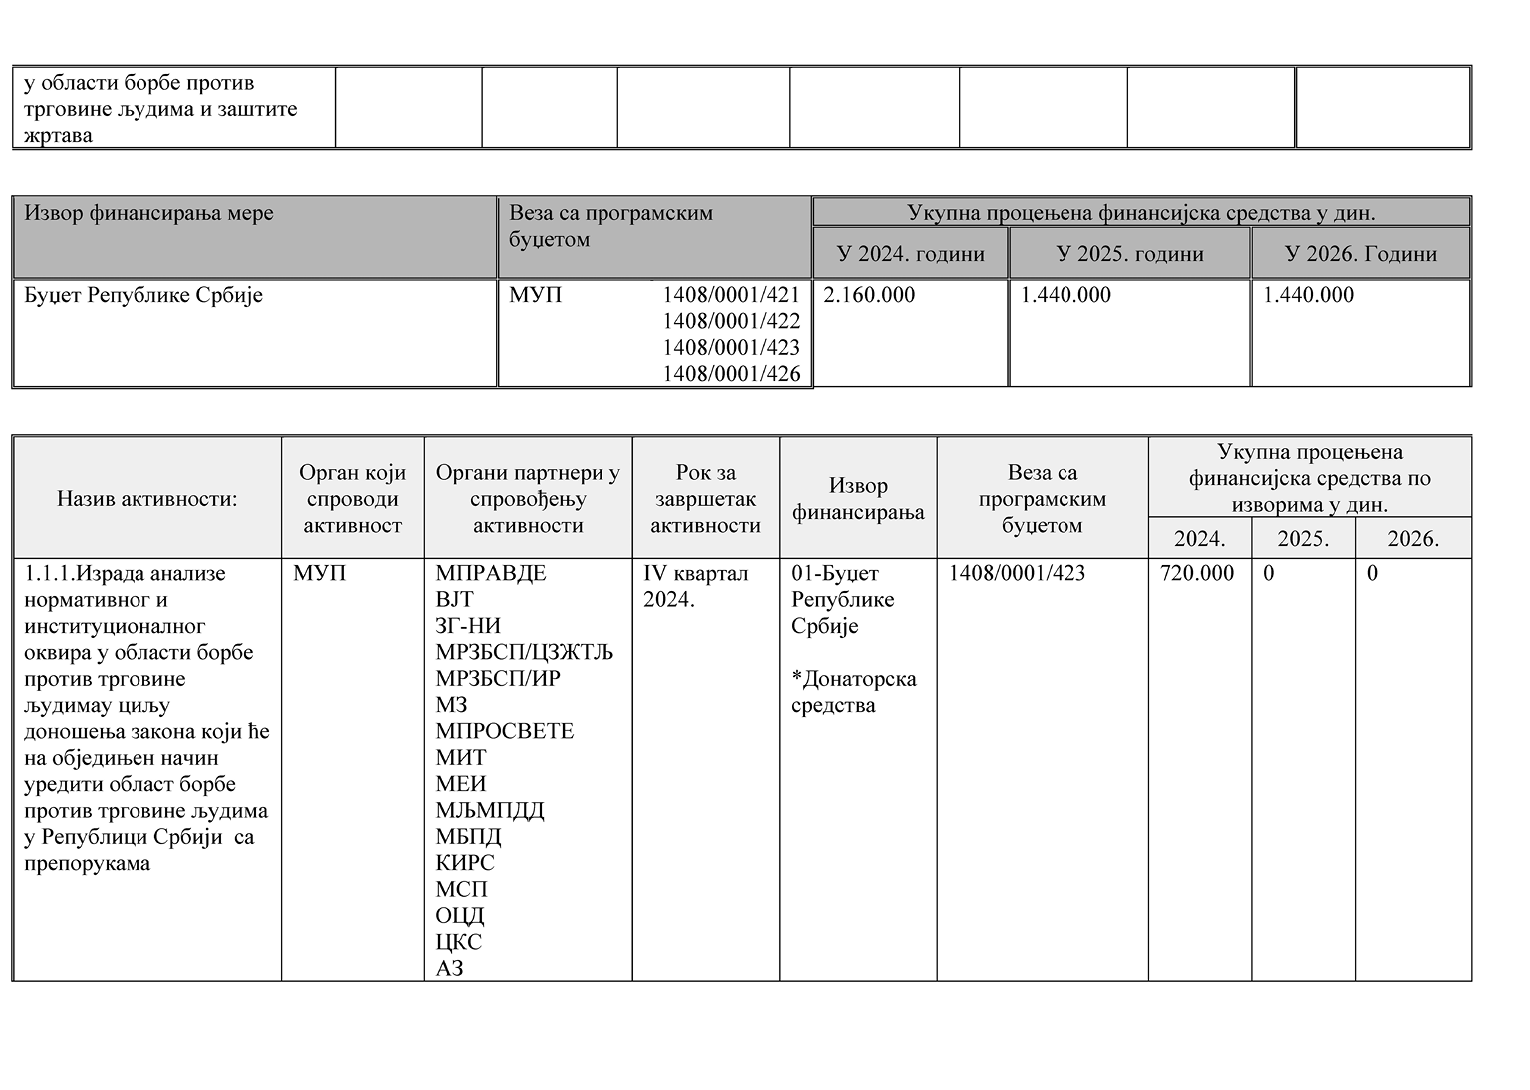 у области борбе против
трговине људима и заштите
жртава
Извор финансирања мере
Веза са програмским
буџетом
Укупна процењена финансијска средства у дин.
У 2024. години
У 2025. години
У 2026. Години
Буџет Републике Србије
МУП 1408/0001/421
1408/0001/422
1408/0001/423
1408/0001/426
2.160.000
1.440.000
1.440.000
Назив активности:
Орган који
спроводи
активност
Органи партнери у
спровођењу
активности
Рок за
завршетак
активности
Извор
финансирања
Веза са
програмским
буџетом
Укупна процењена
финансијска средства по
изворима у дин.
2024.
2025.
2026.
1.1.1.Израда анализе
нормативног и
институционалног
оквира у области борбе
против трговине
људимау циљу
доношења закона који ће
на обједињен начин
уредити област борбе
против трговине људима
у Републици Србији  са
препорукама
МУП
МПРАВДЕ
ВЈТ
ЗГ-НИ
МРЗБСП/ЦЗЖТЉ
МРЗБСП/ИР
МЗ
МПРОСВЕТЕ
МИТ
МЕИ
МЉМПДД
МБПД
КИРС
МСП
ОЦД
ЦКС
АЗ
IV квартал
2024.
01-Буџет
Републике
Србије
*Донаторска
средства
1408/0001/423
720.000
0
0